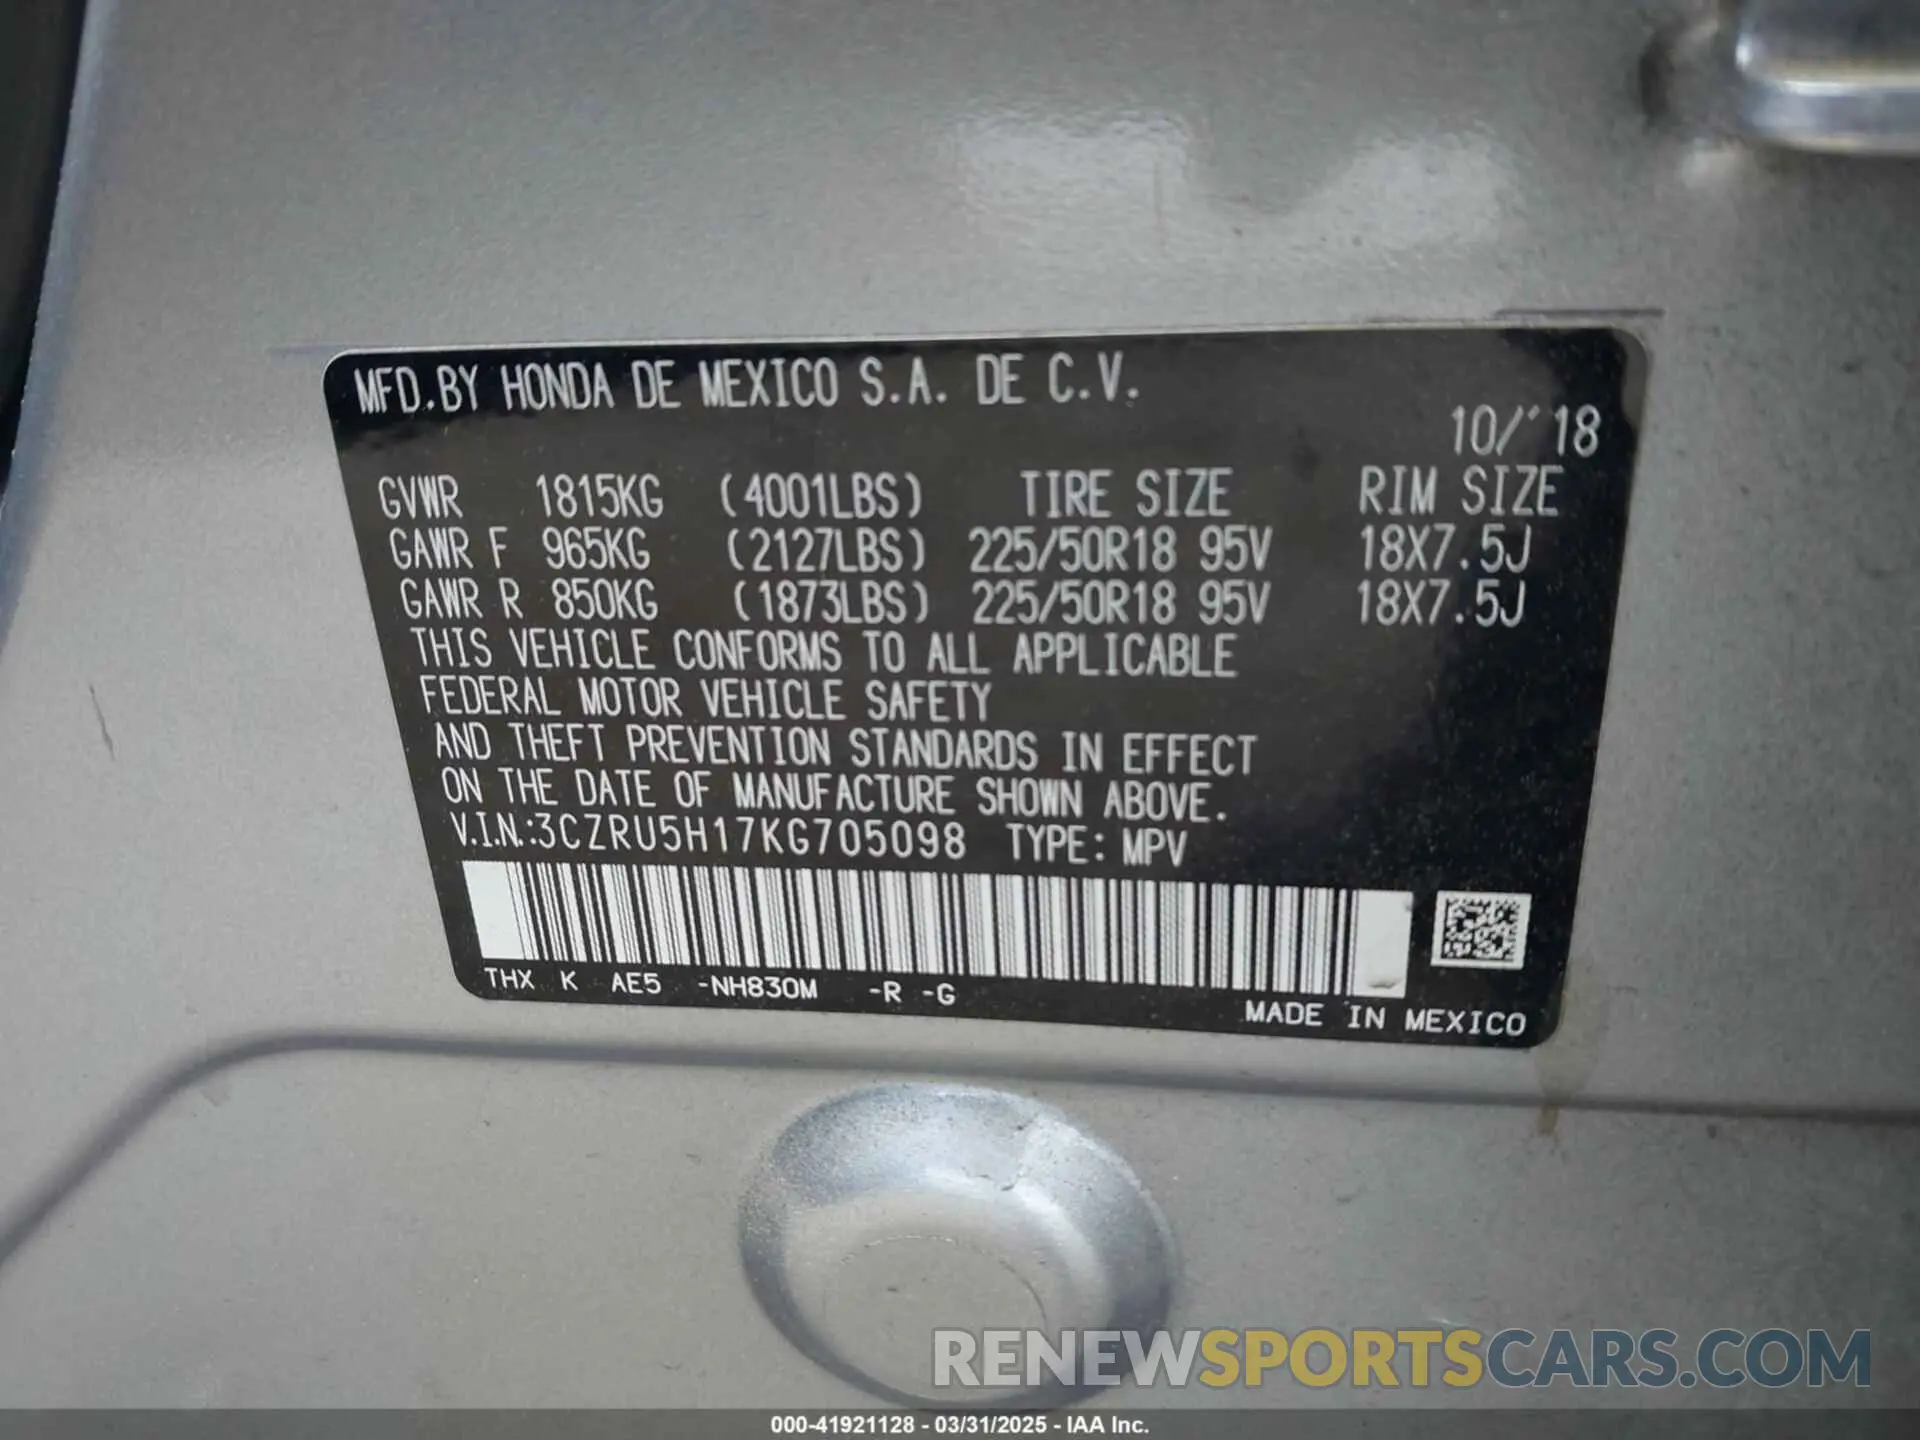 MFD.BY HONDA DE MEXICO S.A. DE C.V.
10/'18
GVWR 1815KG (4001LBS) TIRE SIZE RIM SIZE
GAWR F 965KG (2127LBS) 225/50R18 95V 18X7.5J
GAWR R 850KG (1873LBS) 225/50R18 95V 18X7.5J
THIS VEHICLE CONFORMS TO ALL APPLICABLE
FEDERAL MOTOR VEHICLE SAFETY
AND THEFT PREVENTION STANDARDS IN EFFECT
ON THE DATE OF MANUFACTURE SHOWN ABOVE.
V.I.N.:3CZRU5H17KG705098 TYPE: MPV
THX K AE5 -NH830M -R -G
MADE IN MEXICO
RENEWSPORTSCARS.COM
000-41921128 - 03/31/2025 - IAA Inc.